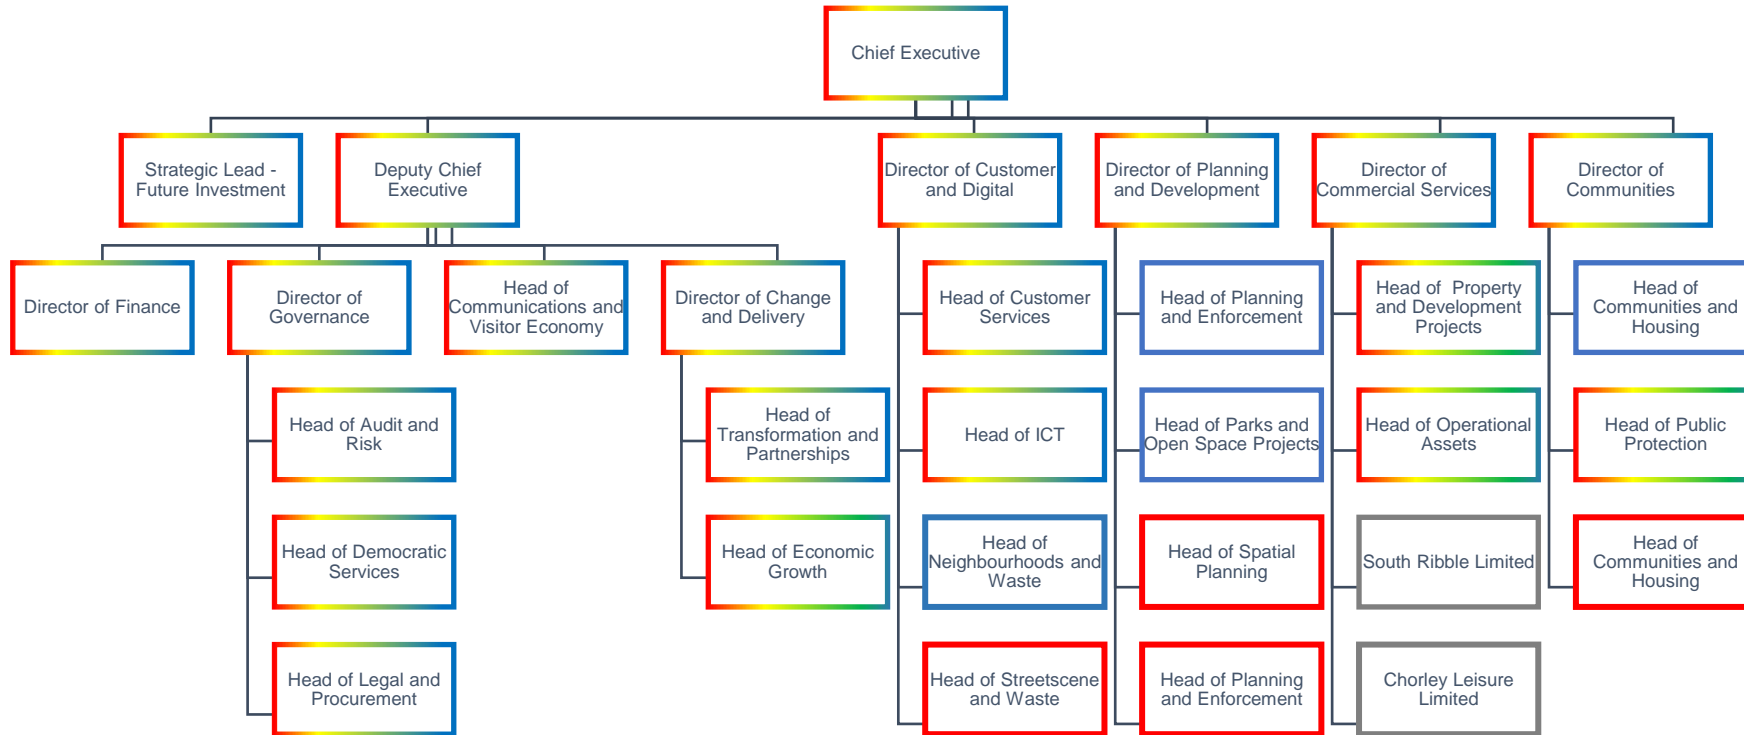 Chief Executive
Strategic Lead -
Future Investment
Deputy Chief
Executive
Director of Customer
and Digital
Director of Planning
and Development
Director of
Commercial Services
Director of
Communities
Director of Finance
Director of
Governance
Head of
Communications and
Visitor Economy
Director of Change
and Delivery
Head of Customer
Services
Head of Planning
and Enforcement
Head of Property
and Development
Projects
Head of
Communities and
Housing
Head of Audit and
Risk
Head of
Transformation and
Partnerships
Head of ICT
Head of Parks and
Open Space Projects
Head of Operational
Assets
Head of Public
Protection
Head of Democratic
Services
Head of Economic
Growth
Head of
Neighbourhoods and
Waste
Head of Spatial
Planning
South Ribble Limited
Head of
Communities and
Housing
Head of Legal and
Procurement
Head of Streetscene
and Waste
Head of Planning
and Enforcement
Chorley Leisure
Limited